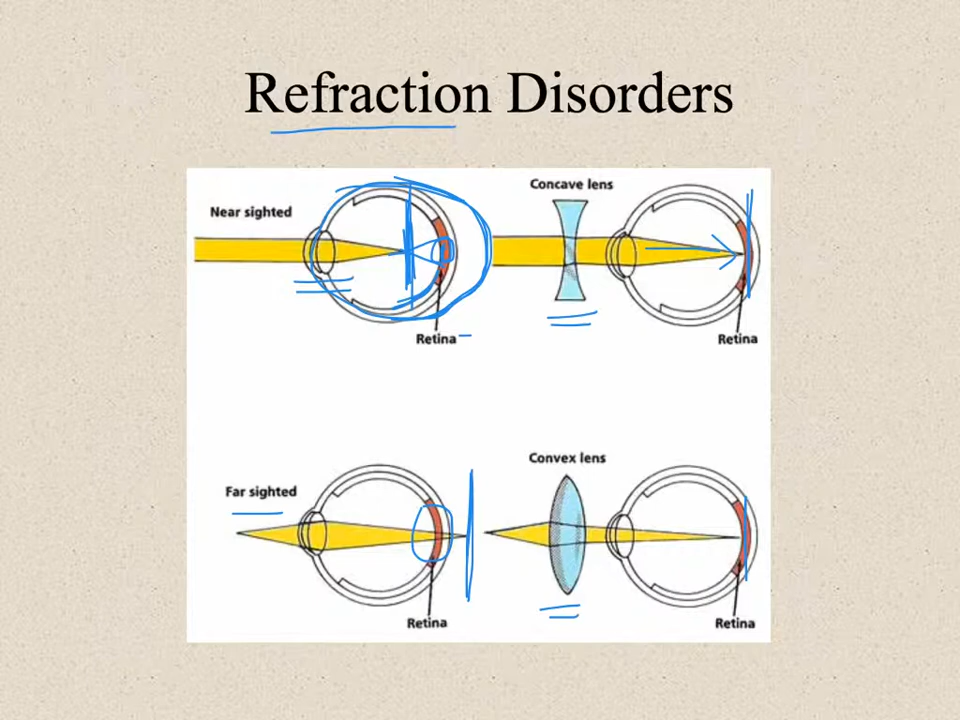 Refraction Disorders
Near sighted
Concave lens
Retina
Retina
Far sighted
Convex lens
Retina
Retina